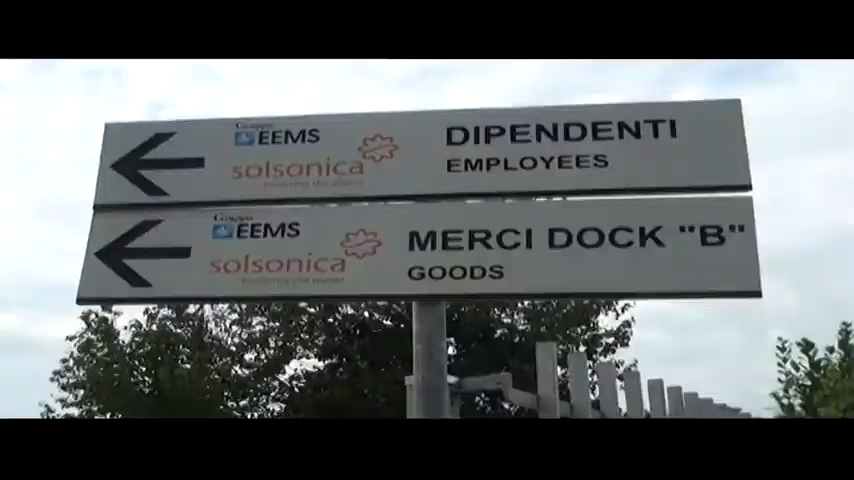 Gruppo
EEMS
solsonica
DIPENDENTI
EMPLOYEES
Gruppo
EEMS
solsonica
MERCI DOCK "B"
GOODS